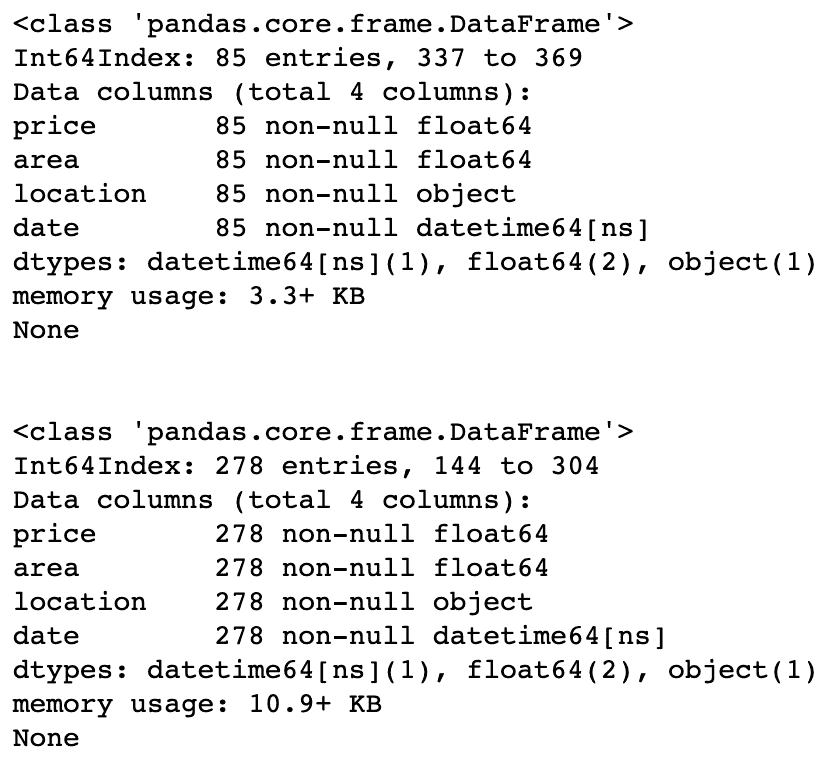 <class 'pandas.core.frame.DataFrame'>
Int64Index: 85 entries, 337 to 369
Data columns (total 4 columns):
price       85 non-null float64
area        85 non-null float64
location    85 non-null object
date        85 non-null datetime64[ns]
dtypes: datetime64[ns](1), float64(2), object(1)
memory usage: 3.3+ KB
None
<class 'pandas.core.frame.DataFrame'>
Int64Index: 278 entries, 144 to 304
Data columns (total 4 columns):
price       278 non-null float64
area        278 non-null float64
location    278 non-null object
date        278 non-null datetime64[ns]
dtypes: datetime64[ns](1), float64(2), object(1)
memory usage: 10.9+ KB
None